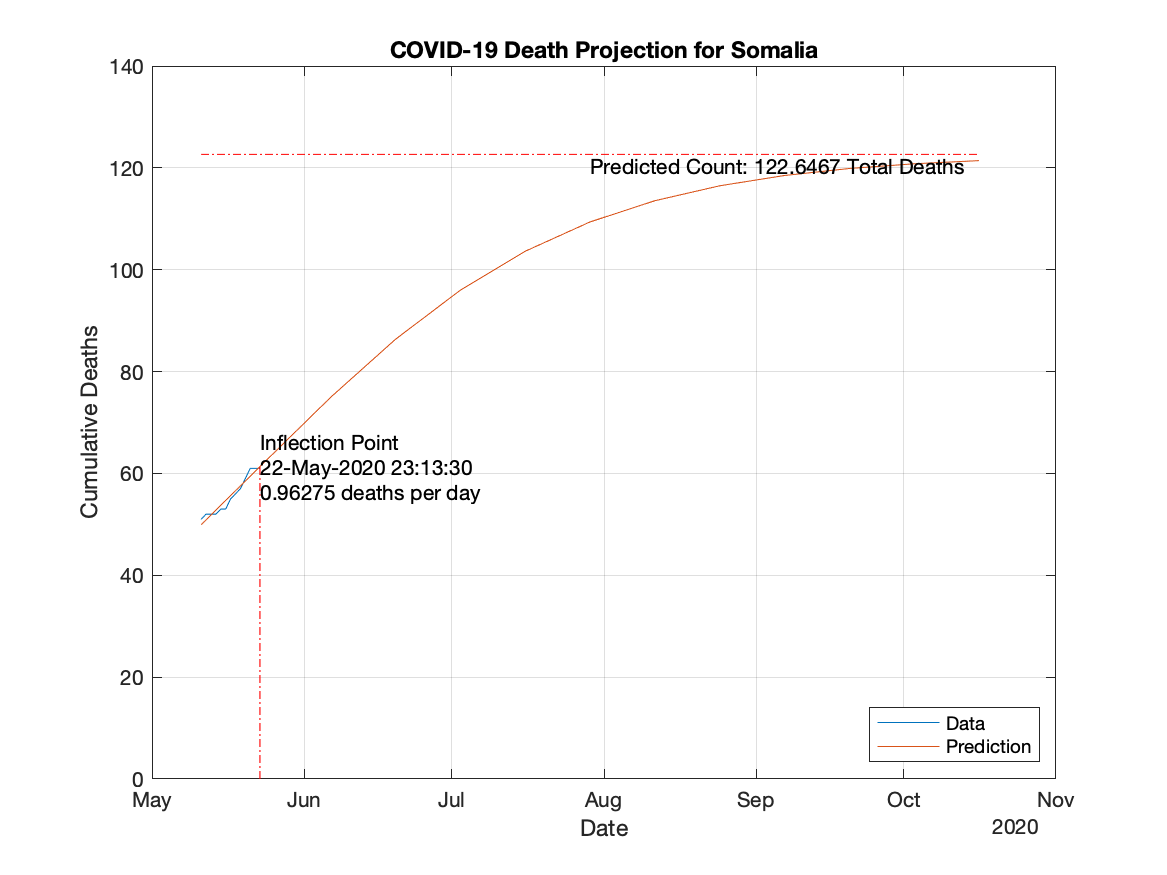 COVID-19 Death Projection for Somalia
140
120
100
80
60
40
20
0
Cumulative Deaths
Predicted Count: 122.6467 Total Deaths
Inflection Point
22-May-2020 23:13:30
0.96275 deaths per day
Data
Prediction
May Jun Jul Aug Sep Oct Nov
Date
2020